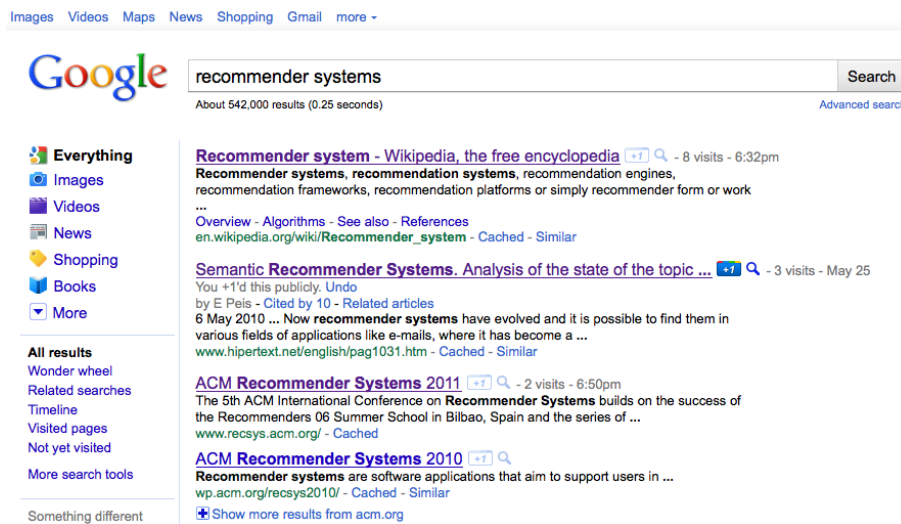 Images Videos Maps News Shopping Gmail more
Google
recommender systems
Search
About 542,000 results (0.25 seconds)
Advanced search
Everything
Images
Videos
News
Shopping
Books
More
All results
Wonder wheel
Related searches
Timeline
Visited pages
Not yet visited
More search tools
Something different
Recommender system - Wikipedia, the free encyclopedia +1 - 8 visits - 6:32pm
Recommender systems, recommendation systems, recommendation engines,
recommendation frameworks, recommendation platforms or simply recommender form or work
...
Overview - Algorithms - See also - References
en.wikipedia.org/wiki/Recommender_system - Cached - Similar
Semantic Recommender Systems. Analysis of the state of the topic ... +1 - 3 visits - May 25
You +1'd this publicly. Undo
by E Peis - Cited by 10 - Related articles
6 May 2010 ... Now recommender systems have evolved and it is possible to find them in
various fields of applications like e-mails, where it has become a ...
www.hipertext.net/english/pag1031.htm - Cached - Similar
ACM Recommender Systems 2011 +1 - 2 visits - 6:50pm
The 5th ACM International Conference on Recommender Systems builds on the success of
the Recommenders 06 Summer School in Bilbao, Spain and the series of ...
www.recsys.acm.org/ - Cached
ACM Recommender Systems 2010 +1
Recommender systems are software applications that aim to support users in ...
wp.acm.org/recsys2010/ - Cached - Similar
Show more results from acm.org